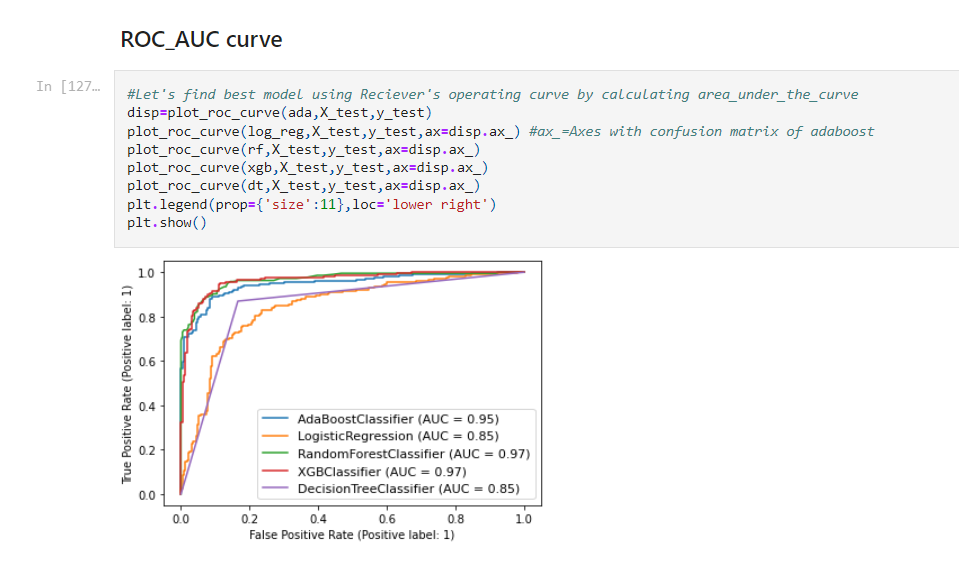 ROC_AUC curve
In [127...
#Let's find best model using Reciever's operating curve by calculating area_under_the_curve
disp=plot_roc_curve(ada,X_test,y_test)
plot_roc_curve(log_reg,X_test,y_test,ax=disp.ax_) #ax_=Axes with confusion matrix of adaboost
plot_roc_curve(rf,X_test,y_test,ax=disp.ax_)
plot_roc_curve(xgb,X_test,y_test,ax=disp.ax_)
plot_roc_curve(dt,X_test,y_test,ax=disp.ax_)
plt.legend(prop={'size':11},loc='lower right')
plt.show()
True Positive Rate (Positive label: 1)
1.0
0.8
0.6
0.4
0.2
0.0
AdaBoostClassifier (AUC = 0.95)
LogisticRegression (AUC = 0.85)
RandomForestClassifier (AUC = 0.97)
XGBClassifier (AUC = 0.97)
DecisionTreeClassifier (AUC = 0.85)
0.0 0.2 0.4 0.6 0.8 1.0
False Positive Rate (Positive label: 1)